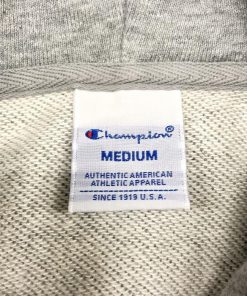 Champion®
MEDIUM
AUTHENTIC AMERICAN
ATHLETIC APPAREL
SINCE 1919 U.S.A.